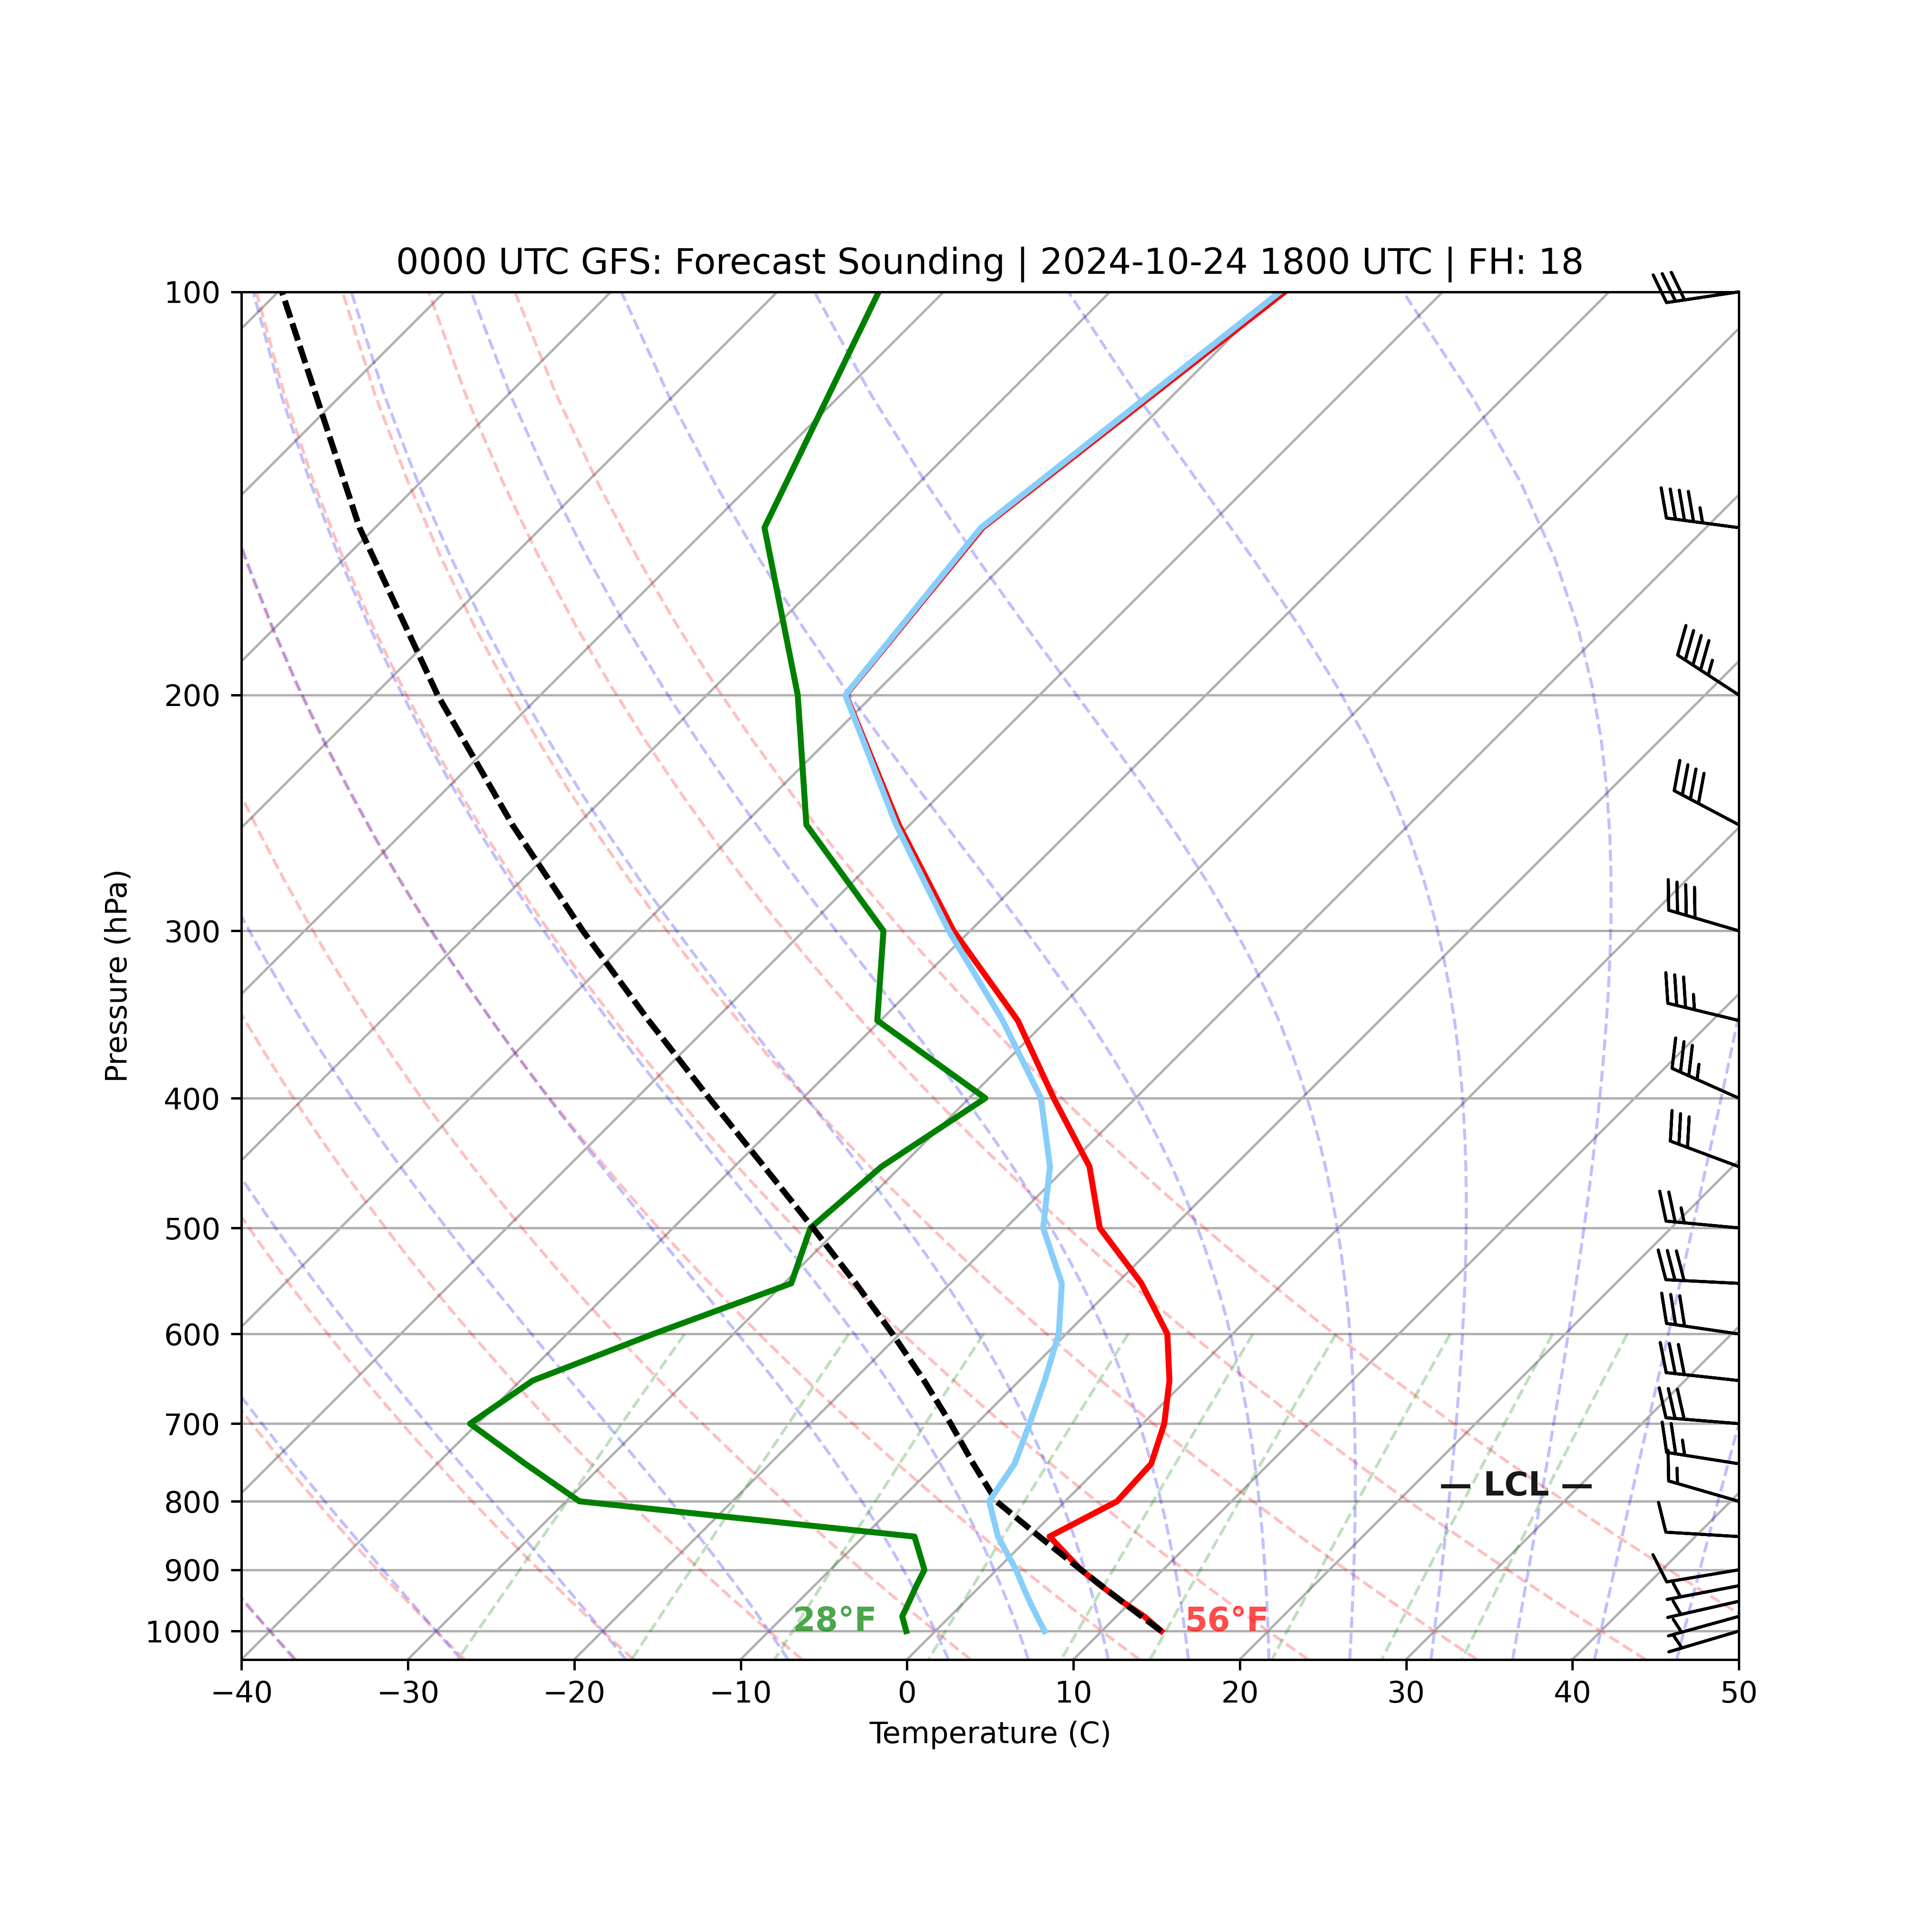 0000 UTC GFS: Forecast Sounding | 2024-10-24 1800 UTC | FH: 18
100
200
300
400
500
600
700
800
900
1000
Pressure (hPa)
— LCL —
28°F
56°F
−40 −30 −20 −10 0 10 20 30 40 50
Temperature (C)